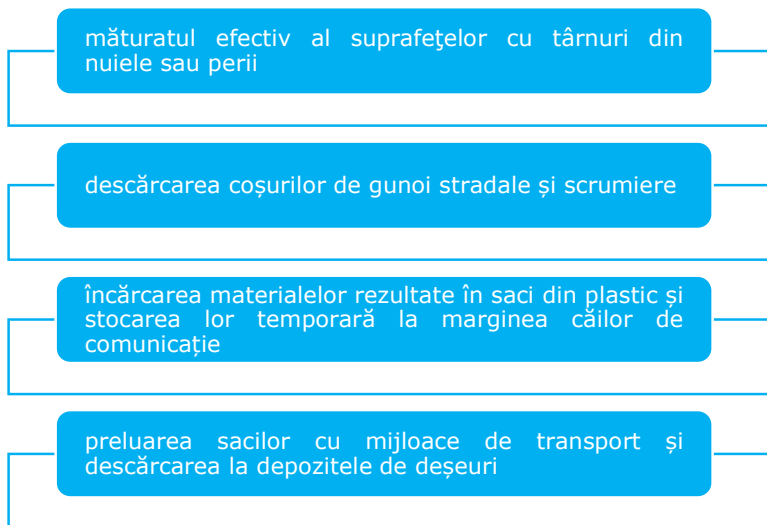 măturatul efectiv al suprafeţelor cu târnuri din
nuiele sau perii
descărcarea coșurilor de gunoi stradale și scrumiere
încărcarea materialelor rezultate în saci din plastic și
stocarea lor temporară la marginea căilor de
comunicație
preluarea sacilor cu mijloace de transport și
descărcarea la depozitele de deșeuri